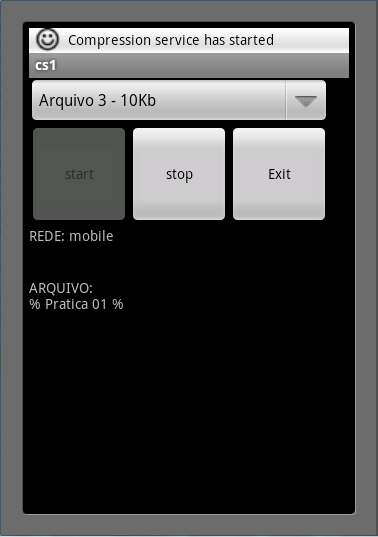 Compression service has started
cs1
Arquivo 3 - 10Kb
start stop Exit
REDE: mobile
ARQUIVO:
% Pratica 01 %